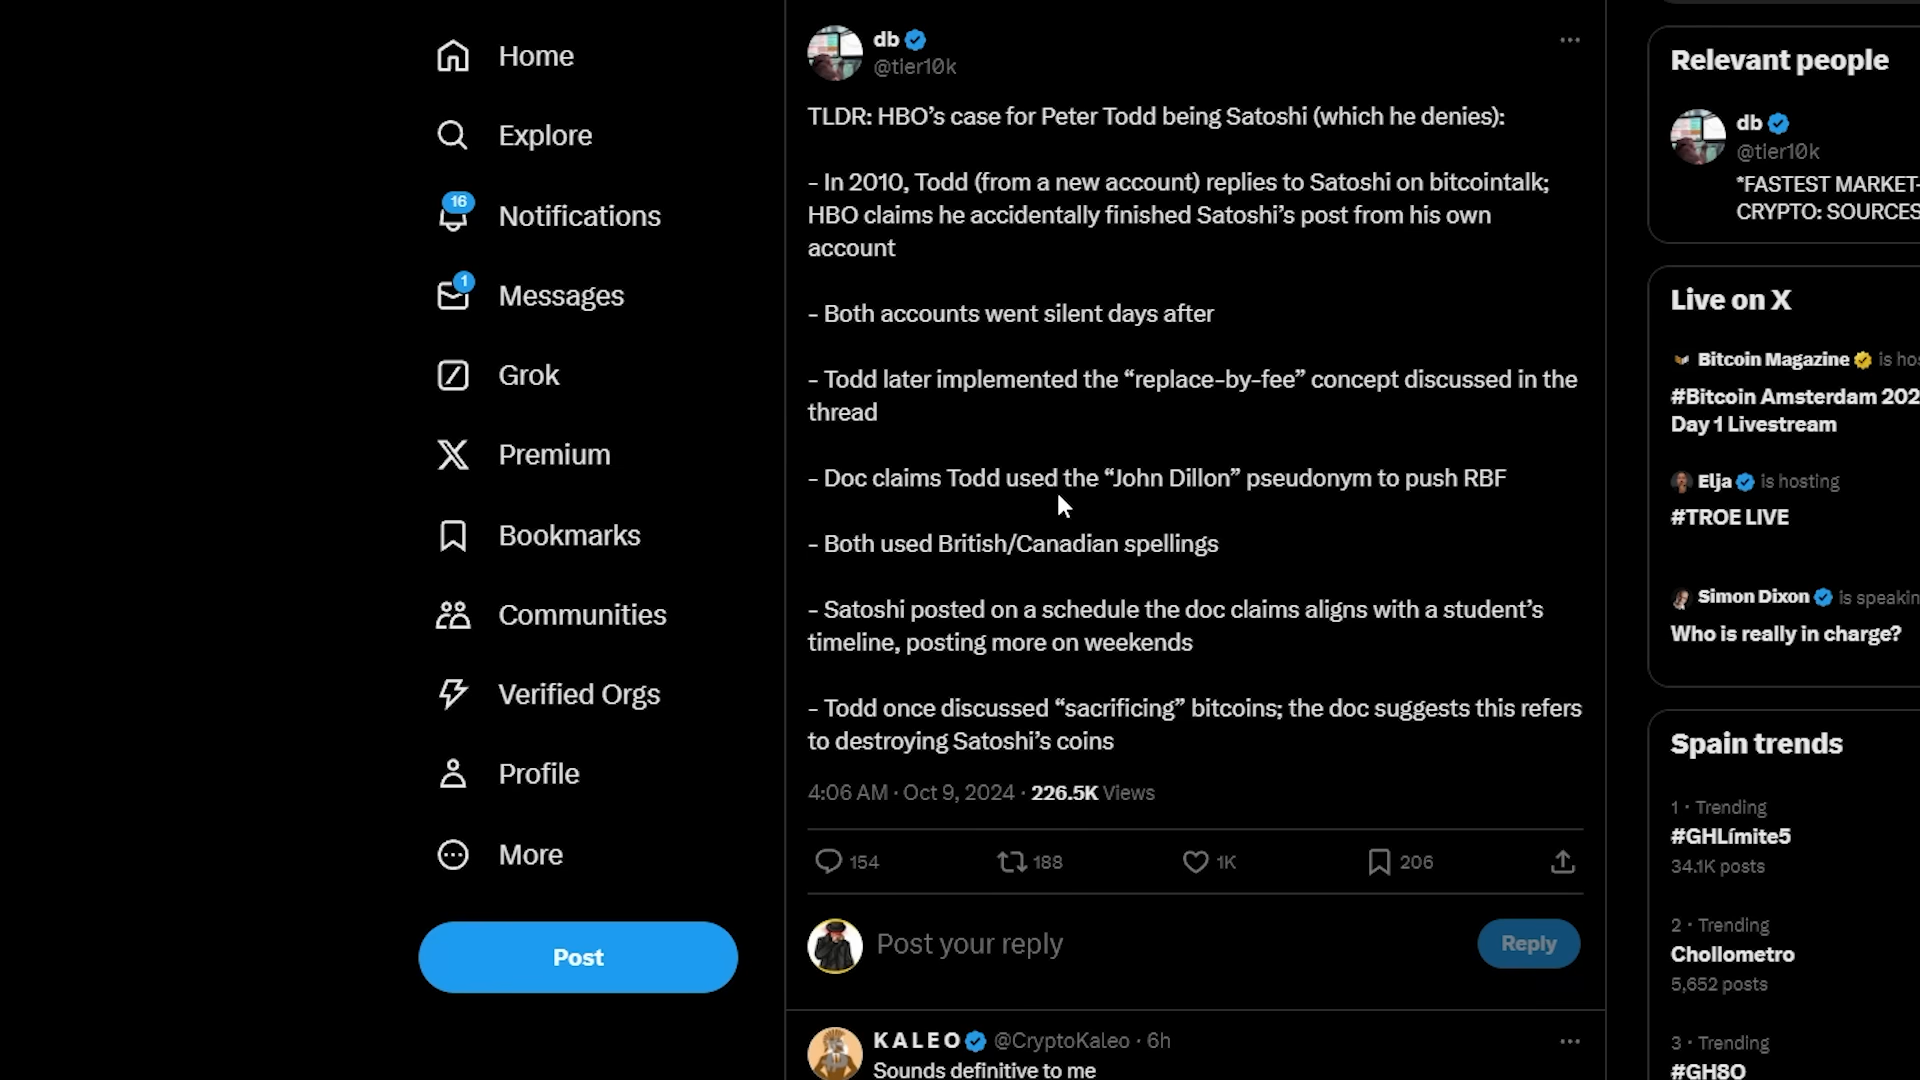 Home
Explore
16
Notifications
1
Messages
Grok
Premium
Bookmarks
Communities
Verified Orgs
Profile
More
Post
db
@tier10k
TLDR: HBO’s case for Peter Todd being Satoshi (which he denies):
- In 2010, Todd (from a new account) replies to Satoshi on bitcointalk;
HBO claims he accidentally finished Satoshi’s post from his own
account
- Both accounts went silent days after
- Todd later implemented the “replace-by-fee” concept discussed in the
thread
- Doc claims Todd used the “John Dillon” pseudonym to push RBF
- Both used British/Canadian spellings
- Satoshi posted on a schedule the doc claims aligns with a student’s
timeline, posting more on weekends
- Todd once discussed “sacrificing” bitcoins; the doc suggests this refers
to destroying Satoshi’s coins
4:06 AM · Oct 9, 2024 · 226.5K Views
154 188 1K 206
Post your reply
Reply
KALEO @CryptoKaleo · 6h
Sounds definitive to me
Relevant people
db
@tier10k
*FASTEST MARKET-
CRYPTO: SOURCES
Live on X
Bitcoin Magazine is hos
#Bitcoin Amsterdam 202
Day 1 Livestream
Elja is hosting
#TROE LIVE
Simon Dixon is speakin
Who is really in charge?
Spain trends
1 · Trending
#GHLímite5
34.1K posts
2 · Trending
Chollometro
5,652 posts
3 · Trending
#GH8O